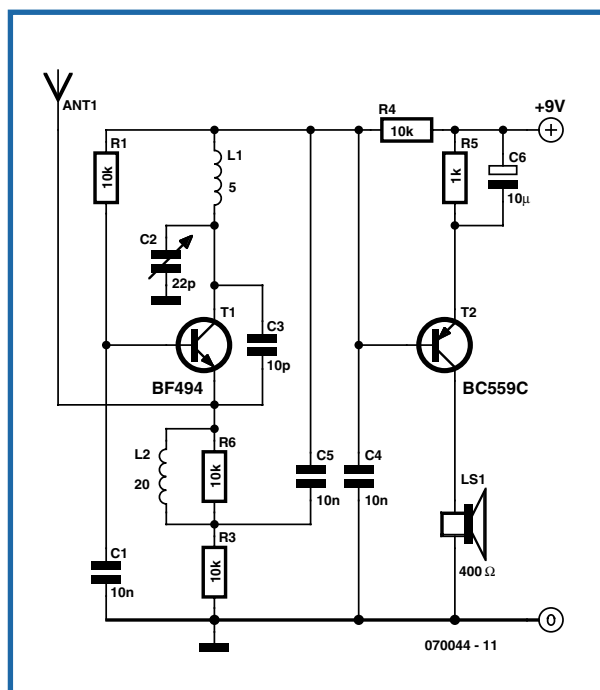 ANT1
R1
10k
L1
5
C2
22p
T1
BF494
C3
10p
L2
20
R6
10k
R3
10k
C1
10n
C5
10n
C4
10n
R4
10k
+9V
R5
1k
C6
10µ
T2
BC559C
LS1
400 Ω
0
070044 - 11